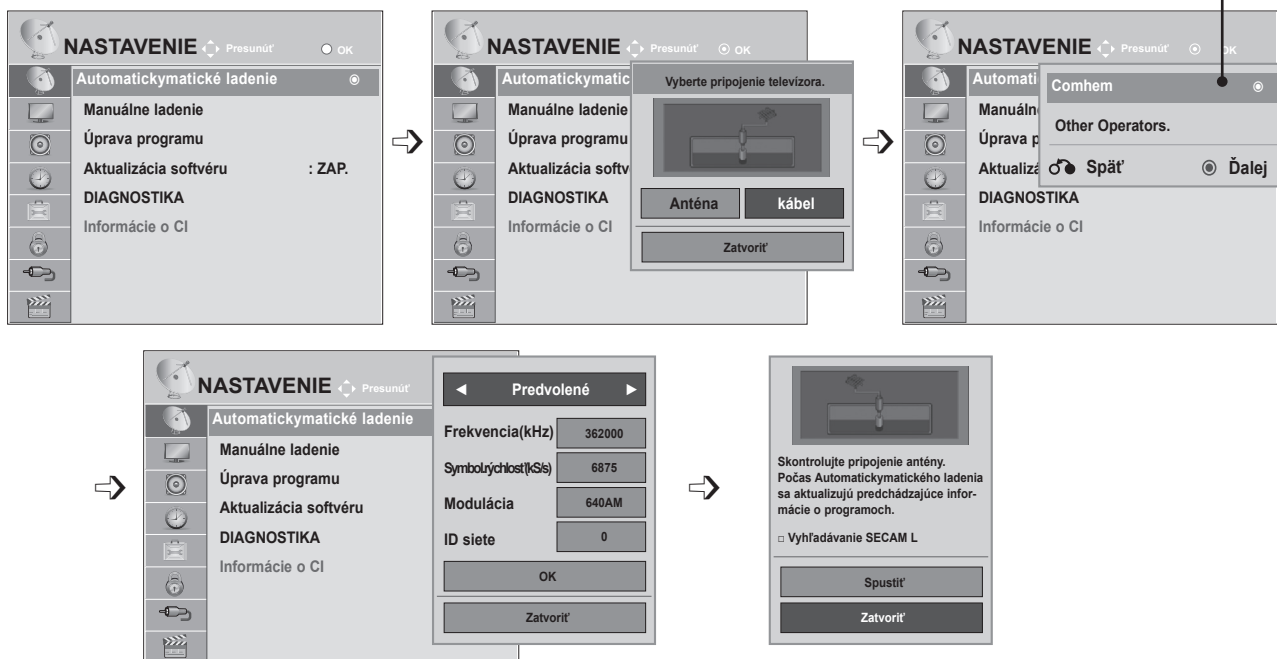 NASTAVENIE Presunúť OK
Automatickymatické ladenie
Manuálne ladenie
Úprava programu
Aktualizácia softvéru : ZAP.
DIAGNOSTIKA
Informácie o CI
NASTAVENIE Presunúť OK
Automatickymatic
Manuálne ladenie
Úprava programu
Aktualizácia softv
DIAGNOSTIKA
Informácie o CI
Vyberte pripojenie televízora.
Anténa kábel
Zatvoriť
NASTAVENIE Presunúť OK
Automati
Manuáln
Úprava p
Aktualizá
DIAGNOSTIKA
Informácie o CI
Comhem
Other Operators.
Späť Ďalej
NASTAVENIE Presunúť
Automatickymatické ladenie
Manuálne ladenie
Úprava programu
Aktualizácia softvéru
DIAGNOSTIKA
Informácie o CI
◄ Predvolené ►
Frekvencia(kHz) 362000
Symbol.rýchlosť(kS/s) 6875
Modulácia 640AM
ID siete 0
OK
Zatvoriť
Skontrolujte pripojenie antény.
Počas Automatickymatického ladenia
sa aktualizujú predchádzajúce infor-
mácie o programoch.
□ Vyhľadávanie SECAM L
Spustiť
Zatvoriť